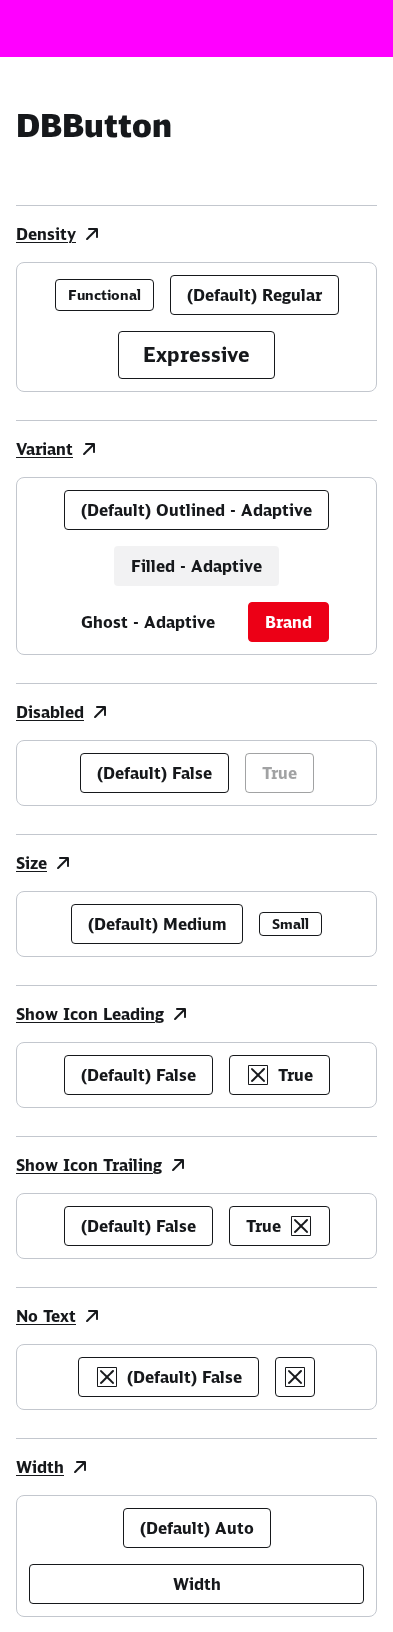 DBButton
Density
Functional
(Default) Regular
Expressive
Variant
(Default) Outlined - Adaptive
Filled - Adaptive
Ghost - Adaptive
Brand
Disabled
(Default) False
True
Size
(Default) Medium
Small
Show Icon Leading
(Default) False
True
Show Icon Trailing
(Default) False
True
No Text
(Default) False
Width
(Default) Auto
Width